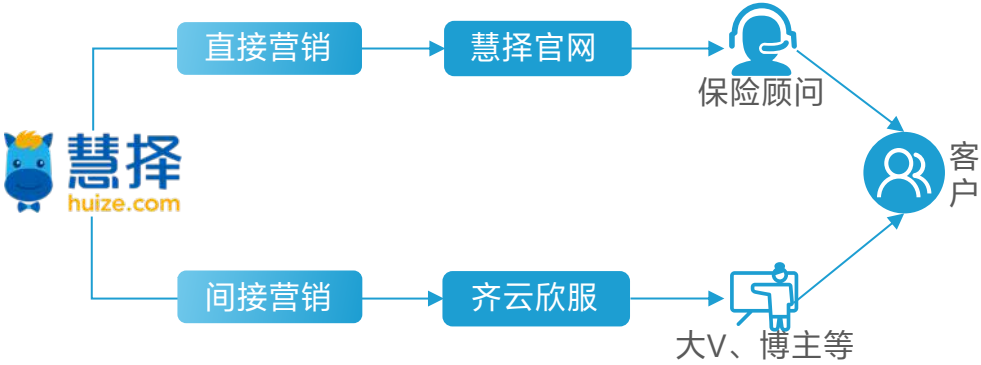 直接营销
慧择官网
保险顾问
慧择
huize.com
客户
间接营销
齐云欣服
大V、博主等